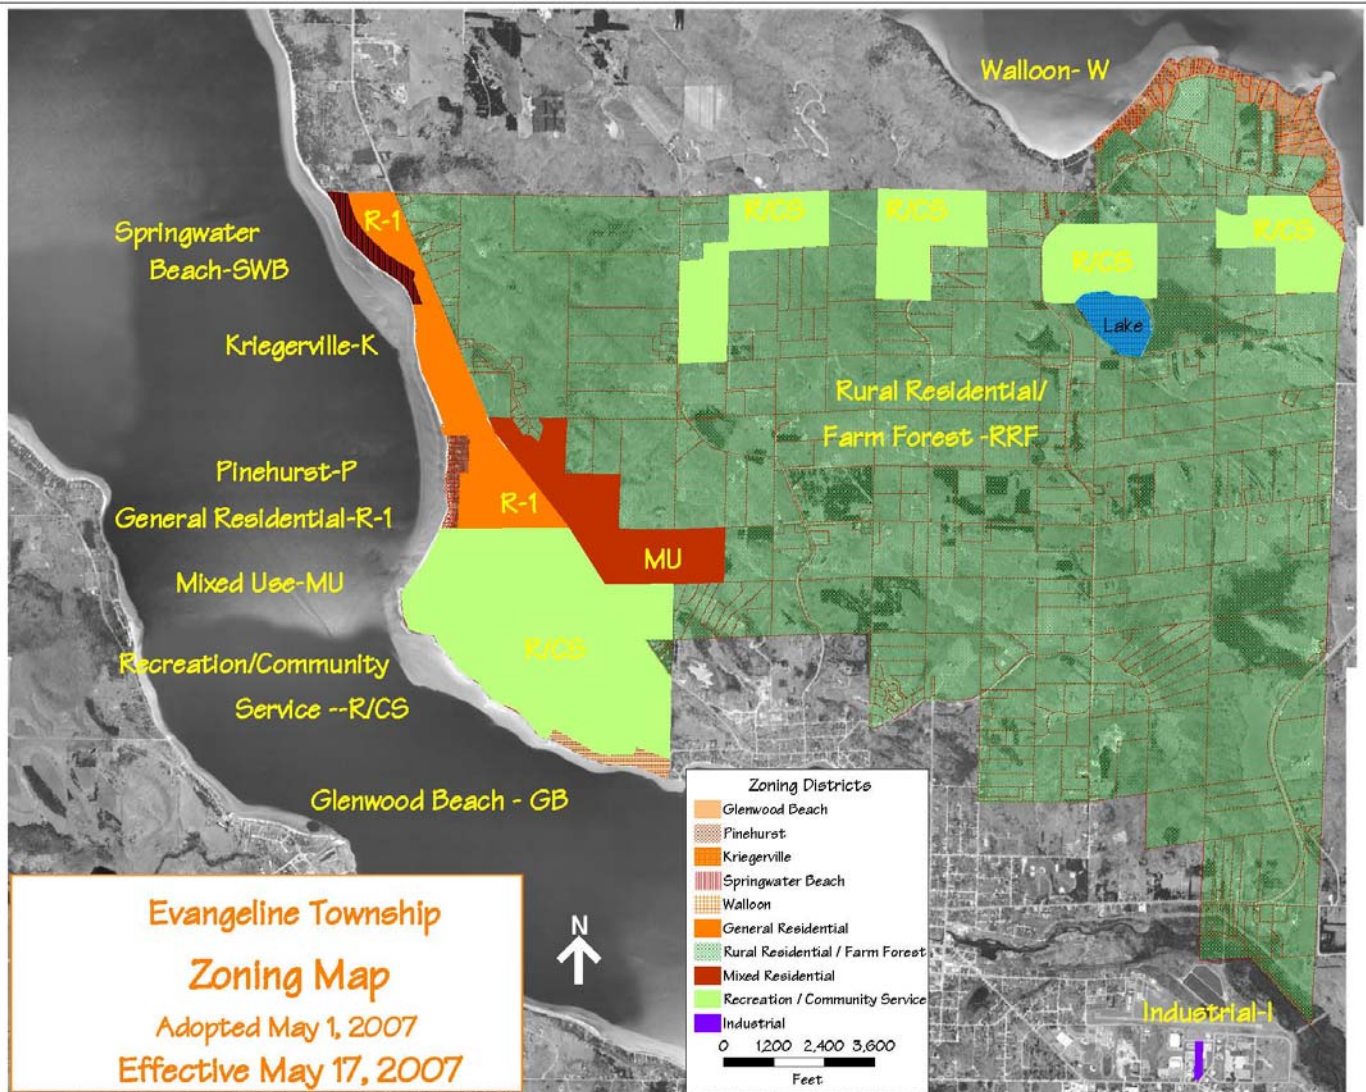 Walloon- W
R-1
R/CS
R/CS
R/CS
R/CS
Springwater
Beach-SWB
Lake
Kriegerville-K
Rural Residential/
Farm Forest -RRF
Pinehurst-P
General Residential-R-1
R-1
MU
Mixed Use-MU
R/CS
Recreation/Community
Service --R/CS
Glenwood Beach - GB
Zoning Districts
Glenwood Beach
Pinehurst
Kriegerville
Springwater Beach
Walloon
General Residential
Rural Residential / Farm Forest
Mixed Residential
Recreation / Community Service
Industrial
0 1,200 2,400 3,600
Feet
Evangeline Township
Zoning Map
Adopted May 1, 2007
Effective May 17, 2007
N
Industrial-I